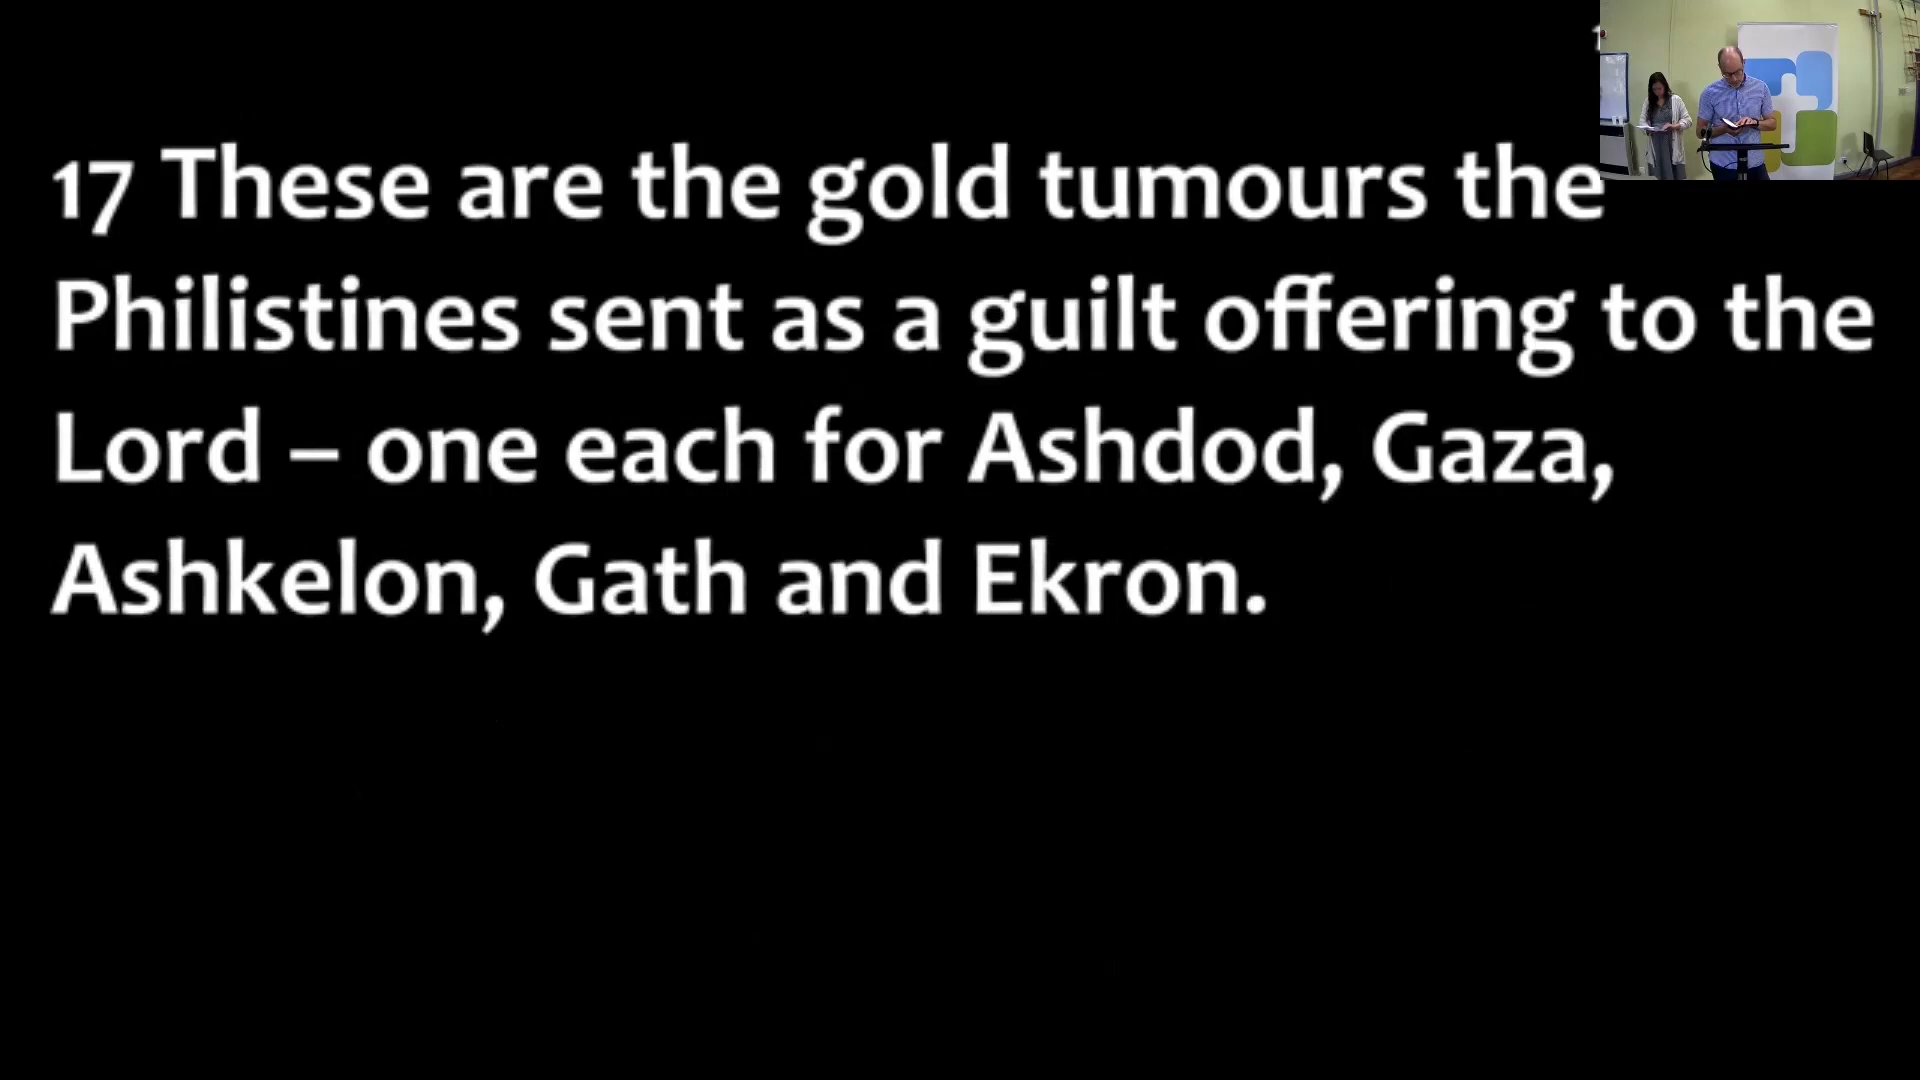 17 These are the gold tumours the
Philistines sent as a guilt offering to the
Lord – one each for Ashdod, Gaza,
Ashkelon, Gath and Ekron.